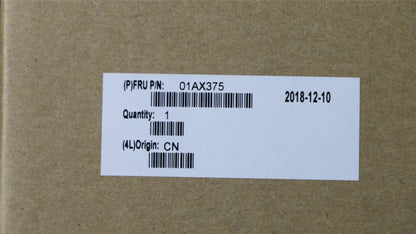 (P)FRU P/N: 01AX375
2018-12-10
Quantity: 1
(4L)Origin: CN